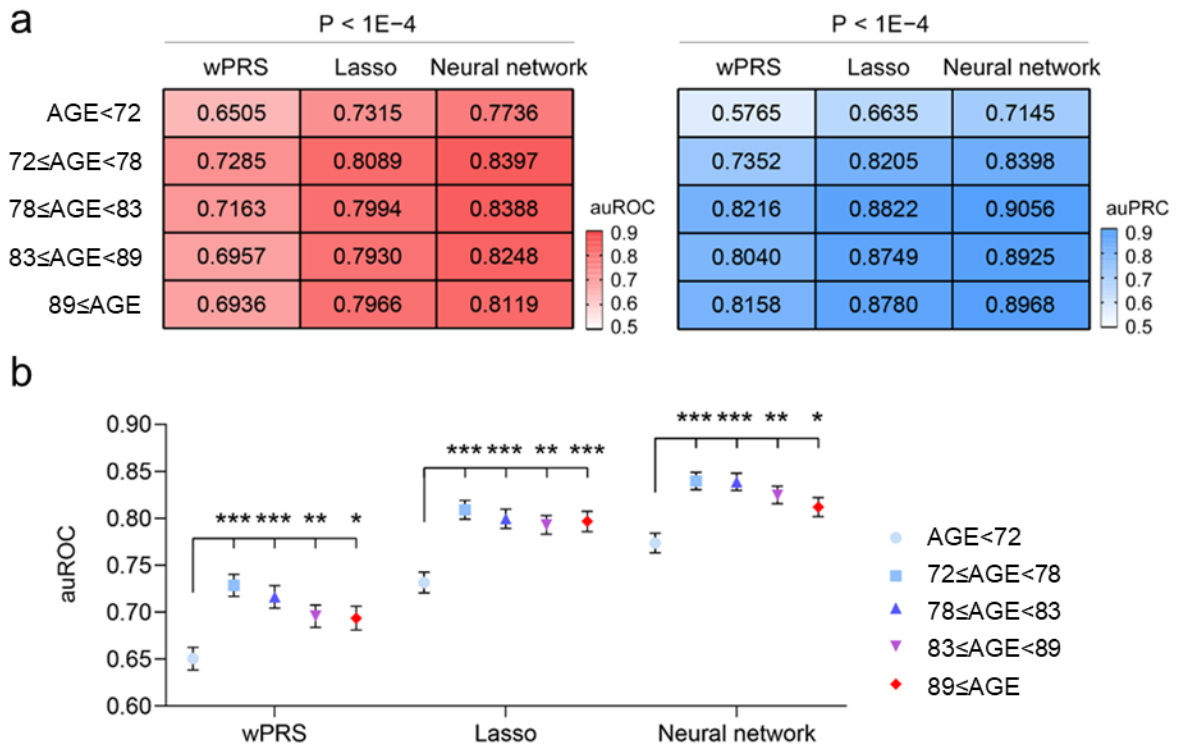 a
P < 1E−4
P < 1E−4
wPRS Lasso Neural network
wPRS Lasso Neural network
AGE<72 0.6505 0.7315 0.7736 0.5765 0.6635 0.7145
72≤AGE<78 0.7285 0.8089 0.8397 0.7352 0.8205 0.8398
78≤AGE<83 0.7163 0.7994 0.8388 0.8216 0.8822 0.9056
83≤AGE<89 0.6957 0.7930 0.8248 0.8040 0.8749 0.8925
89≤AGE 0.6936 0.7966 0.8119 0.8158 0.8780 0.8968
auROC
0.9
0.8
0.7
0.6
0.5
auPRC
0.9
0.8
0.7
0.6
0.5
b
auROC
0.90
0.85
0.80
0.75
0.70
0.65
0.60
*** *** ** *
*** *** ** ***
*** *** ** *
wPRS Lasso Neural network
AGE<72
72≤AGE<78
78≤AGE<83
83≤AGE<89
89≤AGE